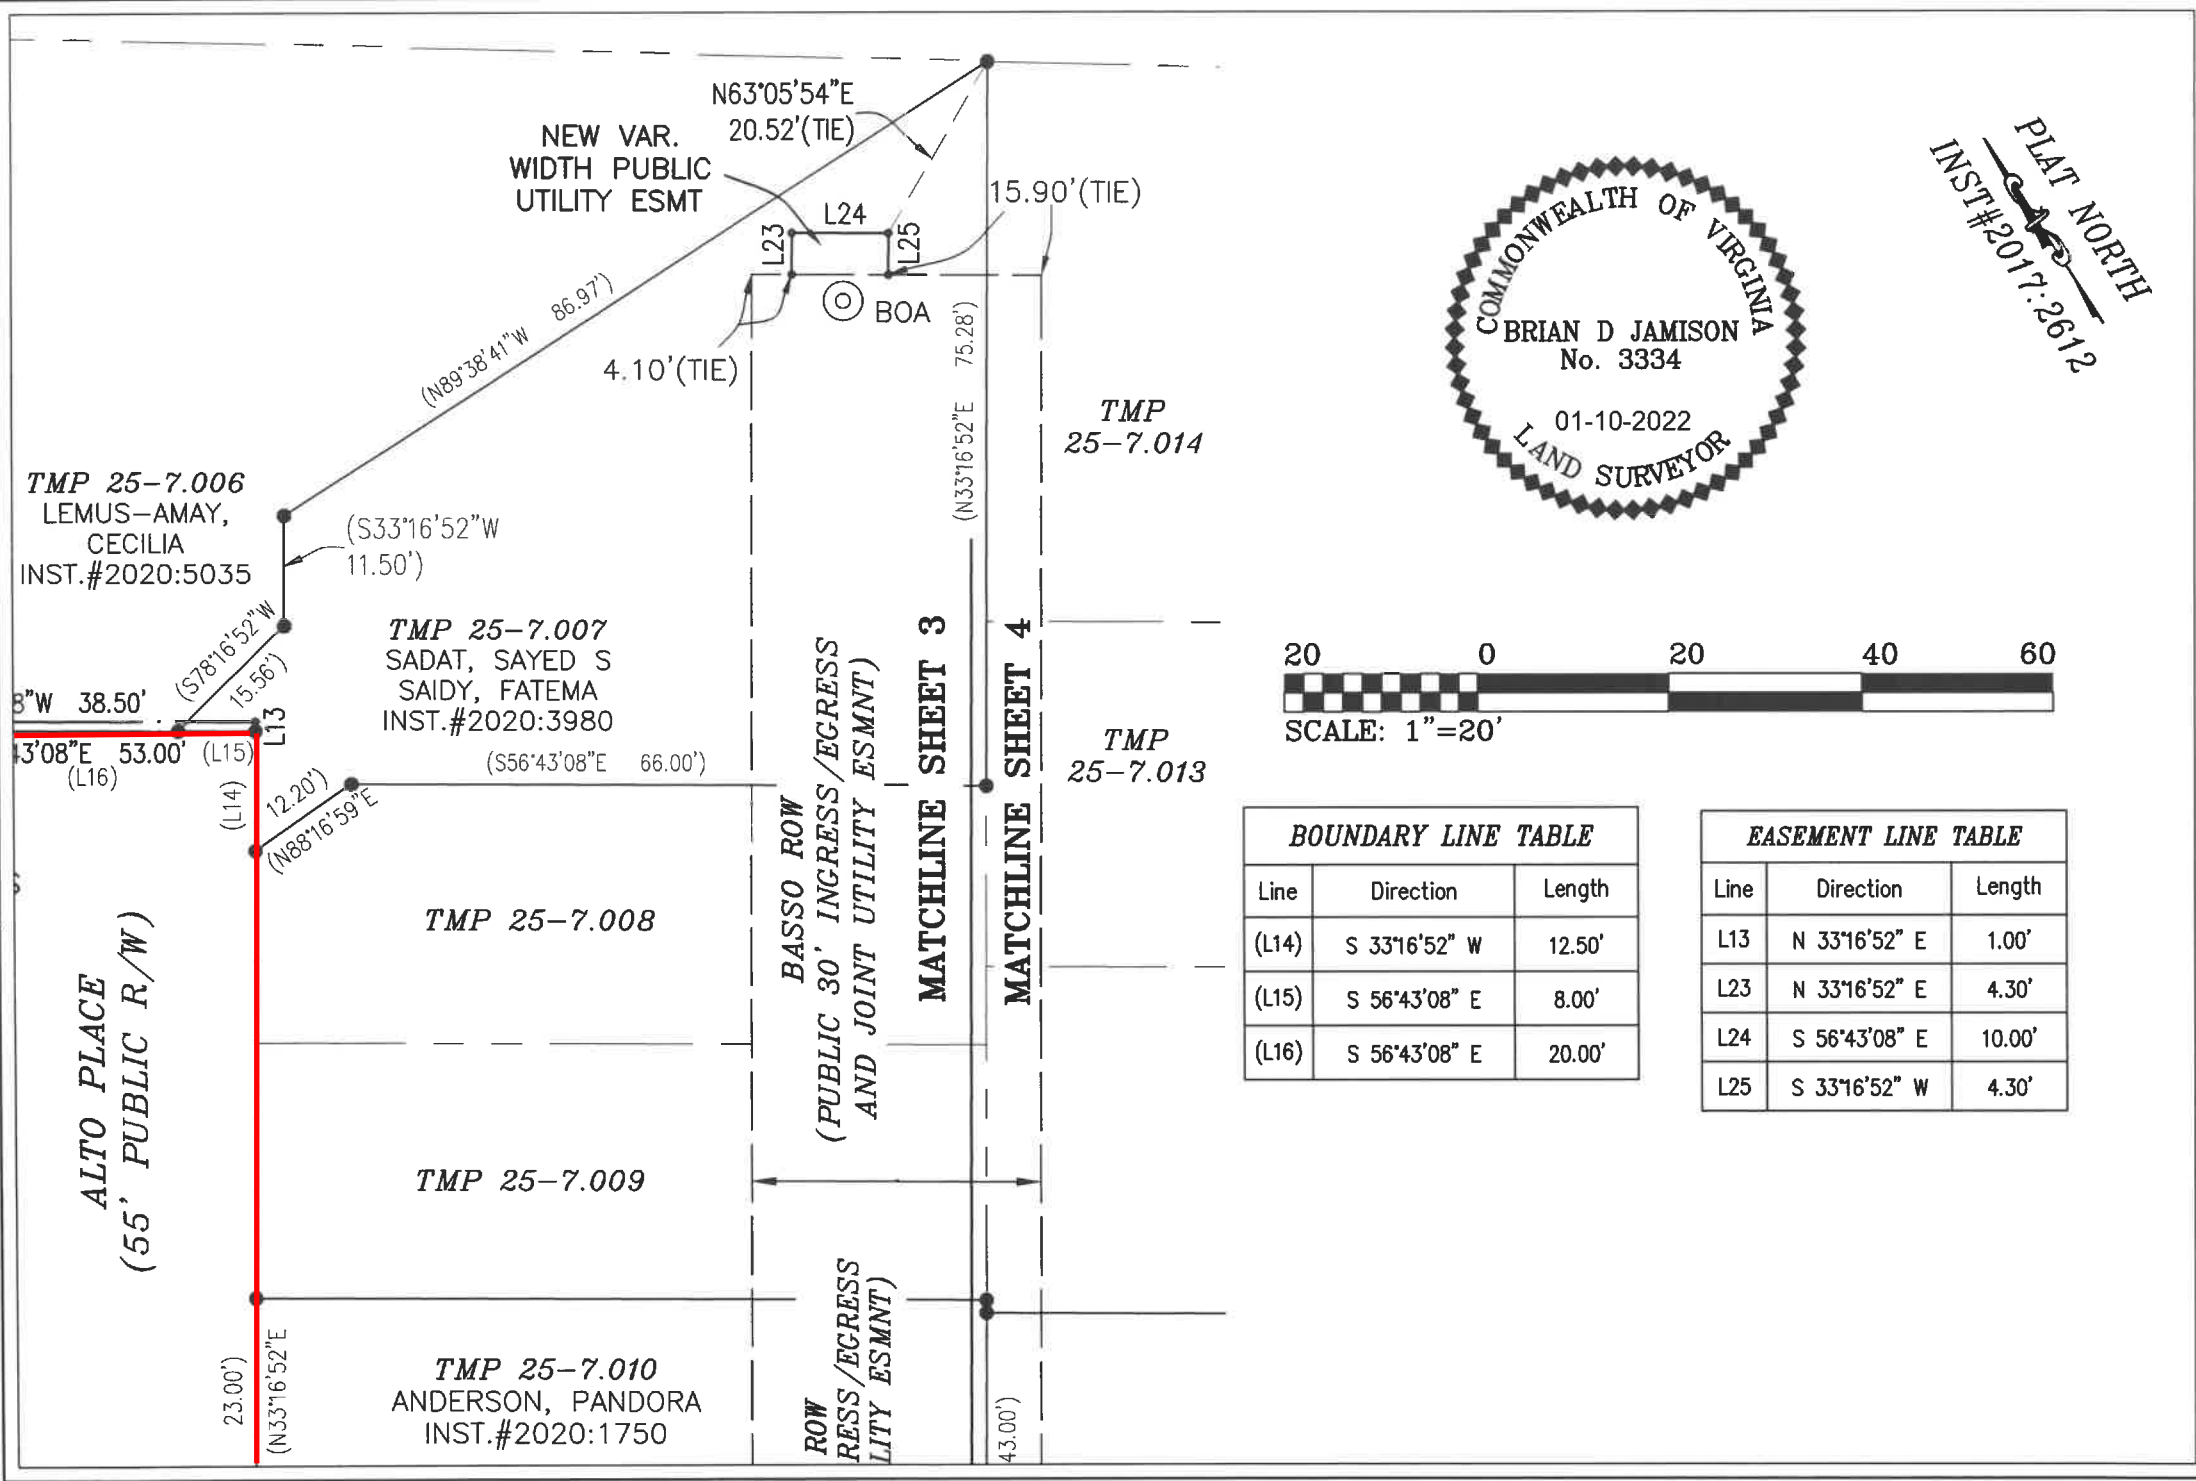 N63°05'54"E
20.52'(TIE)
NEW VAR.
WIDTH PUBLIC
UTILITY ESMT
15.90'(TIE)
L24
L23
L25
BOA
4.10'(TIE)
(N89°38'41"W 86.97')
(N33°16'52"E 75.28')
TMP
25-7.014
TMP 25-7.006
LEMUS-AMAY,
CECILIA
INST.#2020:5035
(S33°16'52"W
11.50')
(S78°16'52"W
15.56')
TMP 25-7.007
SADAT, SAYED S
SAIDY, FATEMA
INST.#2020:3980
8"W 38.50'
L13
43'08"E 53.00'
(L15)
(L16)
(L14)
(S56°43'08"E 66.00')
12.20')
(N88°16'59"E
TMP
25-7.013
MATCHLINE SHEET 3
MATCHLINE SHEET 4
BASSO ROW
(PUBLIC 30' INGRESS/EGRESS
AND JOINT UTILITY ESMNT)
TMP 25-7.008
ALTO PLACE
(55' PUBLIC R/W)
TMP 25-7.009
ROW
RESS/EGRESS
LITY ESMNT)
23.00')
(N33°16'52"E
TMP 25-7.010
ANDERSON, PANDORA
INST.#2020:1750
43.00')
COMMONWEALTH OF VIRGINIA
BRIAN D JAMISON
No. 3334
01-10-2022
LAND SURVEYOR
PLAT NORTH
INST#2017:2612
20 0 20 40 60
SCALE: 1"=20'
BOUNDARY LINE TABLE
Line Direction Length
(L14) S 33°16'52" W 12.50'
(L15) S 56°43'08" E 8.00'
(L16) S 56°43'08" E 20.00'
EASEMENT LINE TABLE
Line Direction Length
L13 N 33°16'52" E 1.00'
L23 N 33°16'52" E 4.30'
L24 S 56°43'08" E 10.00'
L25 S 33°16'52" W 4.30'